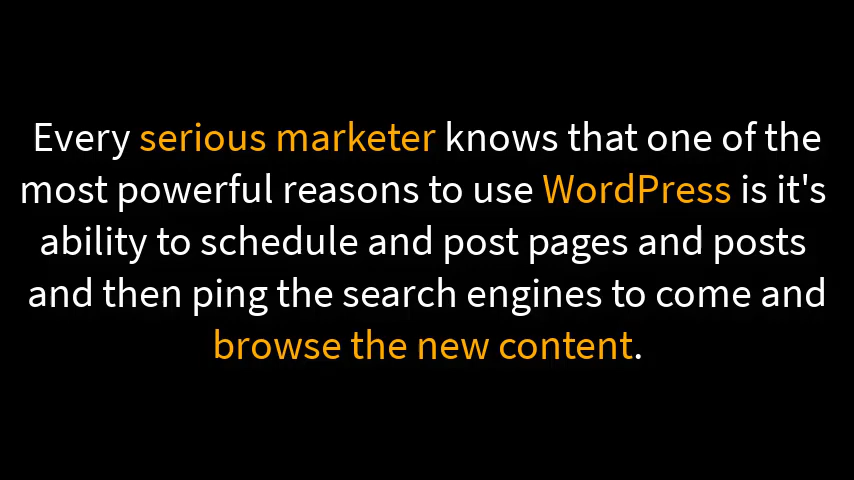 Every serious marketer knows that one of the
most powerful reasons to use WordPress is it's
ability to schedule and post pages and posts
and then ping the search engines to come and
browse the new content.